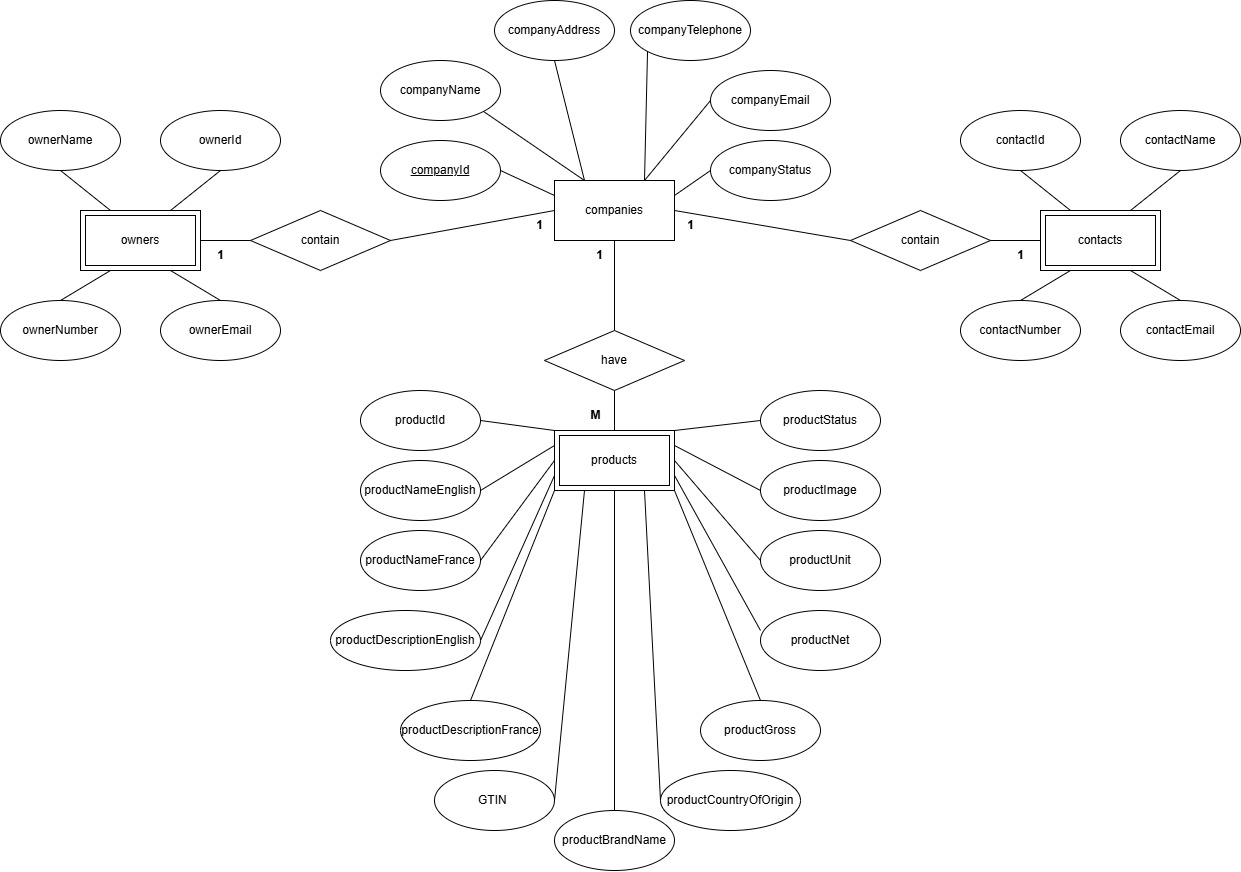 companyAddress
companyTelephone
companyName
companyEmail
ownerName
ownerId
contactId
contactName
companyId
companyStatus
companies
owners
contain
1
1
contain
contacts
1
1
1
ownerNumber
ownerEmail
contactNumber
contactEmail
have
M
productId
productStatus
products
productNameEnglish
productImage
productNameFrance
productUnit
productDescriptionEnglish
productNet
productDescriptionFrance
productGross
GTIN
productCountryOfOrigin
productBrandName